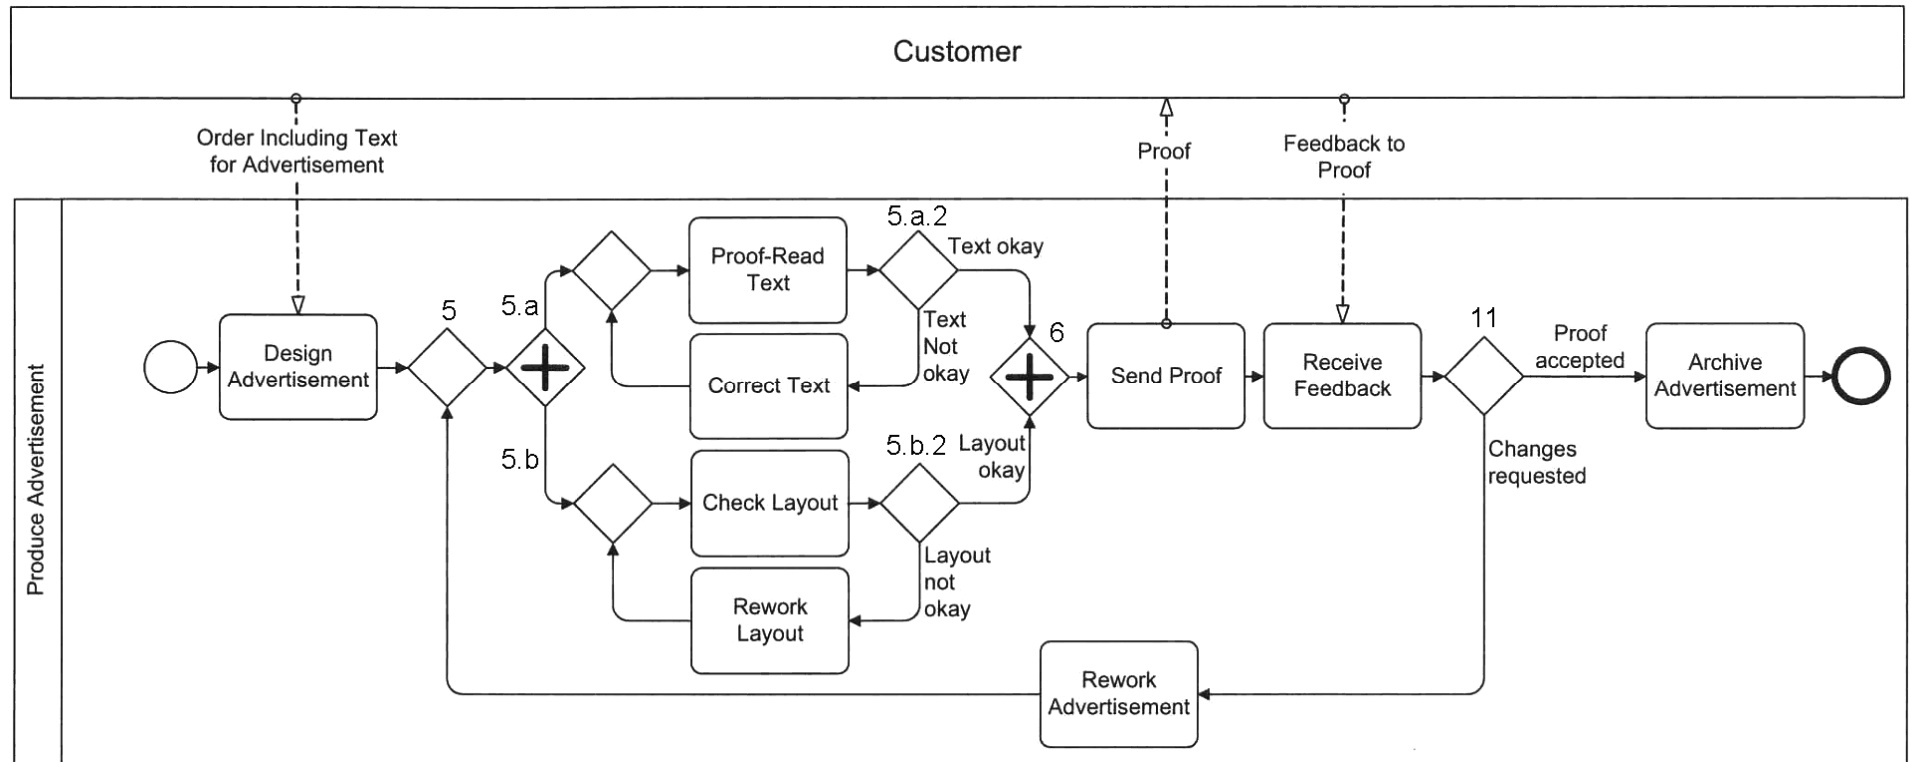 Customer
Order Including Text
for Advertisement
Proof
Feedback to
Proof
Produce Advertisement
Design
Advertisement
5
5.a
5.b
Proof-Read
Text
5.a.2
Text okay
Text
Not
okay
Correct Text
Check Layout
5.b.2
Layout
okay
Layout
not
okay
Rework
Layout
6
Send Proof
Receive
Feedback
11
Proof
accepted
Changes
requested
Archive
Advertisement
Rework
Advertisement